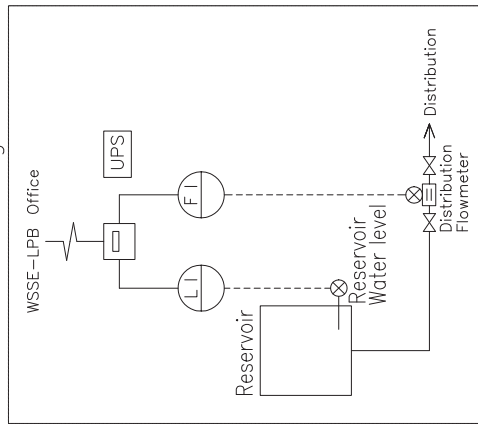 WSSE-LPB Office
UPS
LI
FI
Reservoir
Reservoir
Water level
Distribution
Distribution
Flowmeter